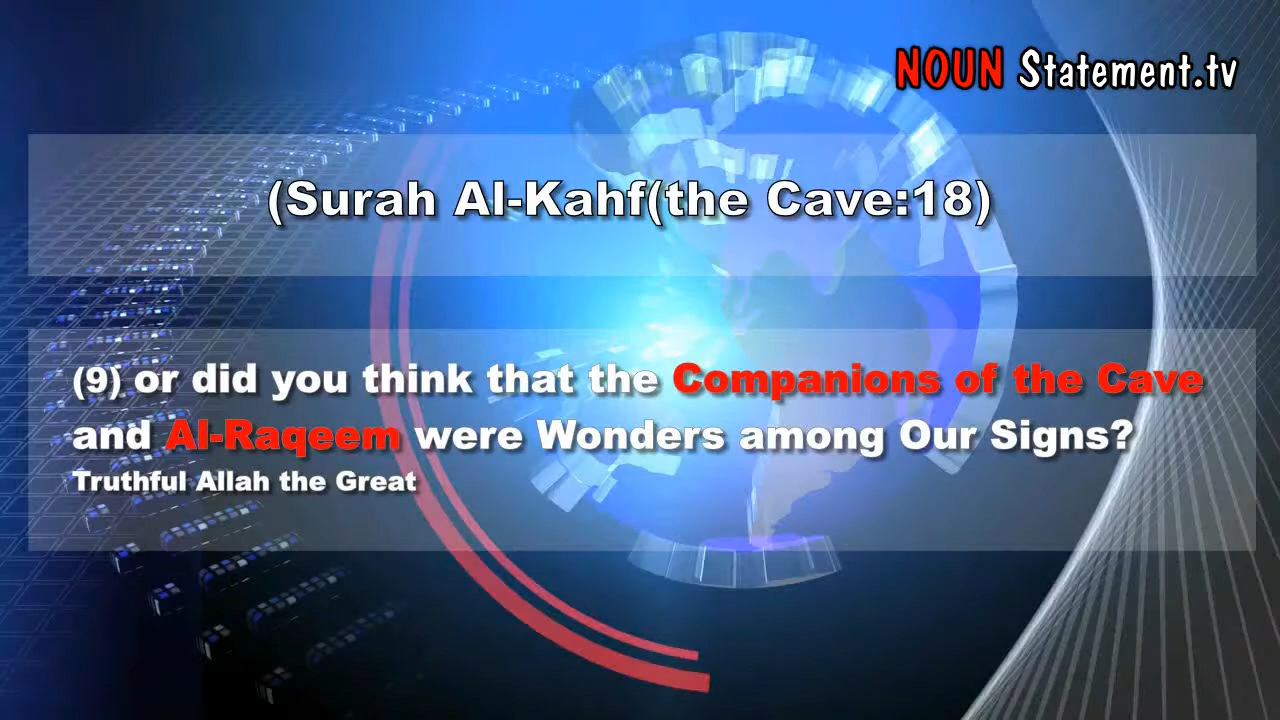 NOUN Statement.tv
(Surah Al-Kahf(the Cave:18)
(9) or did you think that the Companions of the Cave
and Al-Raqeem were Wonders among Our Signs?
Truthful Allah the Great